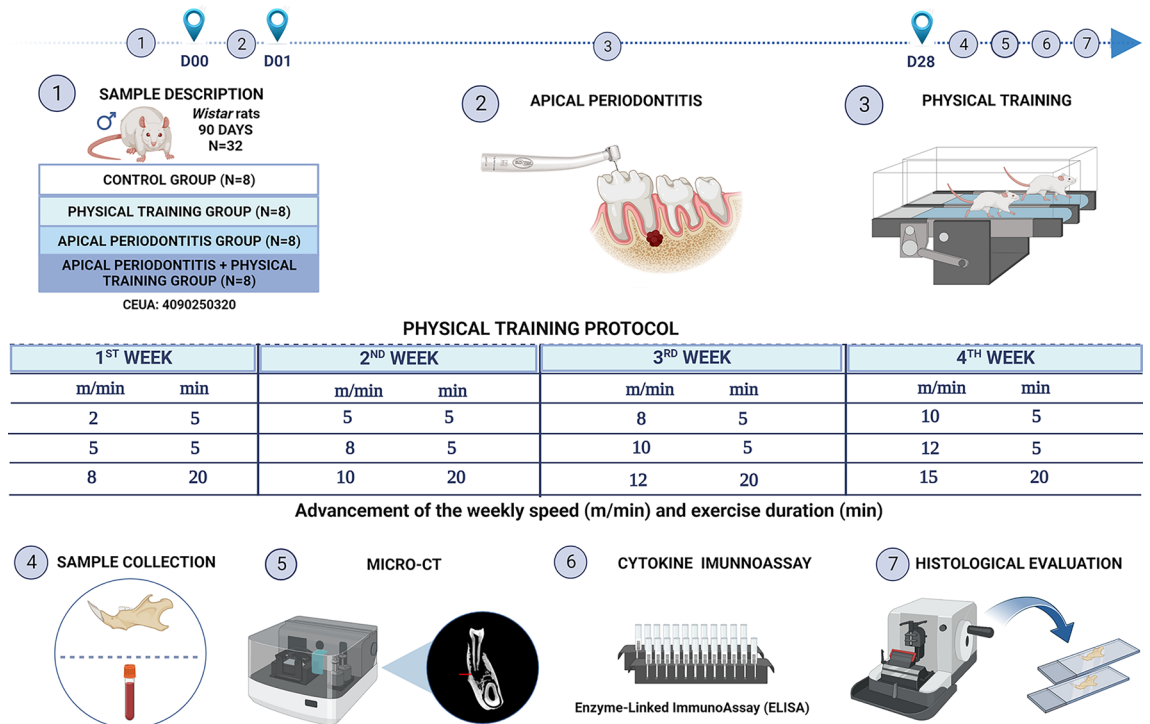 1
2
3
4
5
6
7
D00
D01
D28
1
SAMPLE DESCRIPTION
Wistar rats
90 DAYS
N=32
CONTROL GROUP (N=8)
PHYSICAL TRAINING GROUP (N=8)
APICAL PERIODONTITIS GROUP (N=8)
APICAL PERIODONTITIS + PHYSICAL
TRAINING GROUP (N=8)
CEUA: 4090250320
2
APICAL PERIODONTITIS
3
PHYSICAL TRAINING
PHYSICAL TRAINING PROTOCOL
1ST WEEK 2ND WEEK 3RD WEEK 4TH WEEK
m/min min m/min min m/min min m/min min
2 5 5 5 8 5 10 5
5 5 8 5 10 5 12 5
8 20 10 20 12 20 15 20
Advancement of the weekly speed (m/min) and exercise duration (min)
4
SAMPLE COLLECTION
5
MICRO-CT
6
CYTOKINE IMUNNOASSAY
Enzyme-Linked ImmunoAssay (ELISA)
7
HISTOLOGICAL EVALUATION